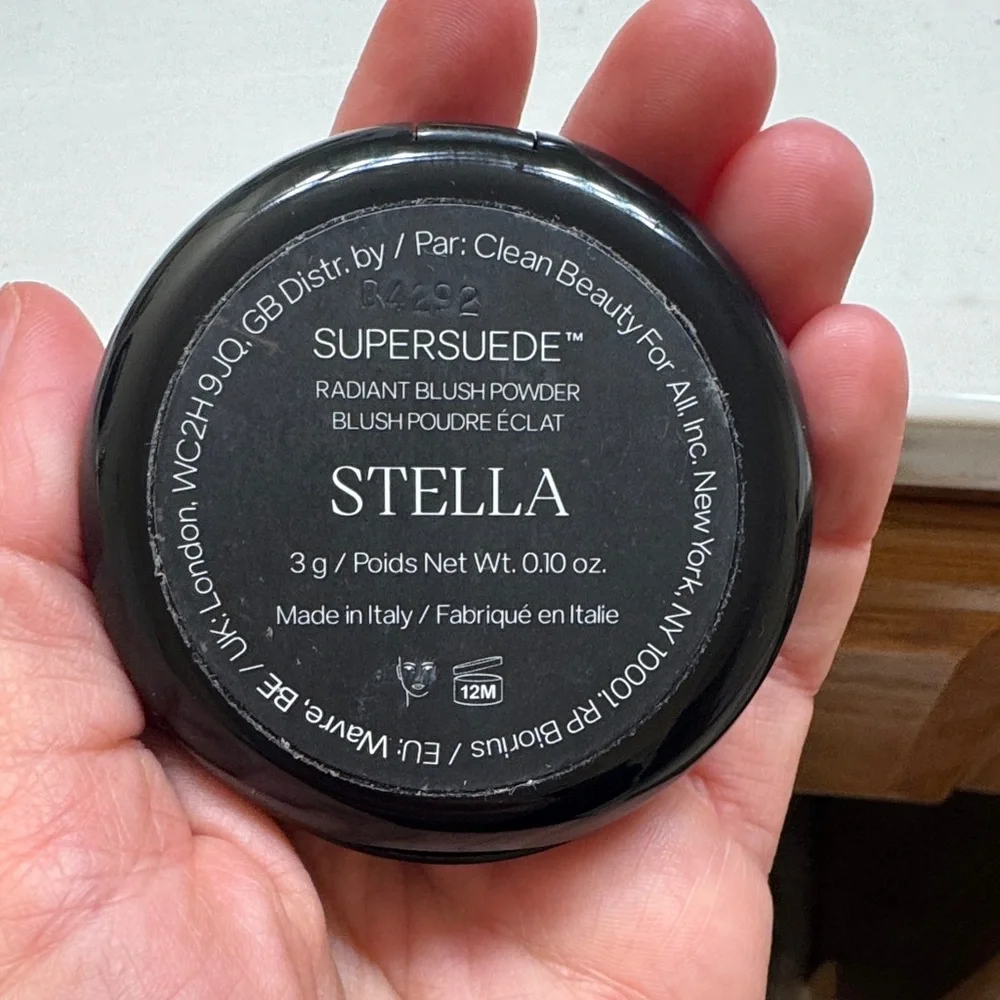 Distr. by / Par: Clean Beauty For All, Inc. New York, NY 10001. RP Biorius / EU: Wavre, BE / UK: London, WC2H 9JQ, GB
R4292
SUPERSUEDE™
RADIANT BLUSH POWDER
BLUSH POUDRE ÉCLAT
STELLA
3 g / Poids Net Wt. 0.10 oz.
Made in Italy / Fabriqué en Italie
12M